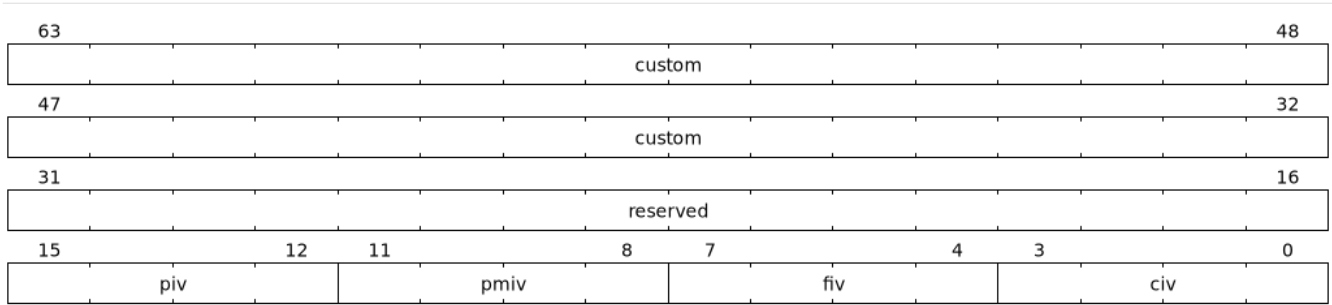 63 48
custom
47 32
custom
31 16
reserved
15 12 11 8 7 4 3 0
piv pmiv fiv civ